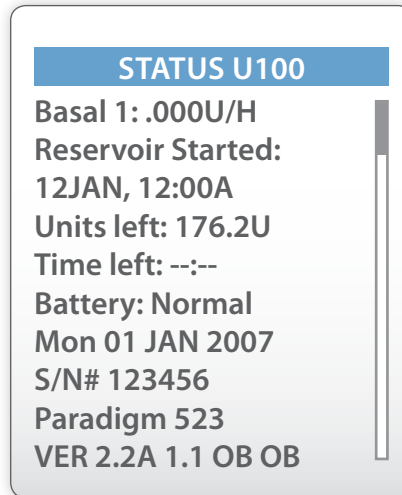 STATUS U100
Basal 1: .000U/H
Reservoir Started:
12JAN, 12:00A
Units left: 176.2U
Time left: --:--
Battery: Normal
Mon 01 JAN 2007
S/N# 123456
Paradigm 523
VER 2.2A 1.1 OB OB